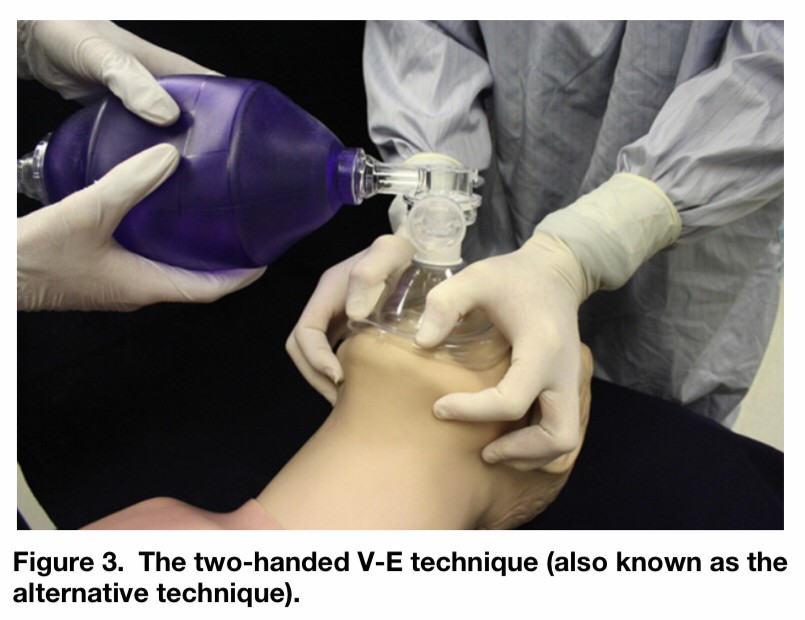 Figure 3. The two-handed V-E technique (also known as the
alternative technique).